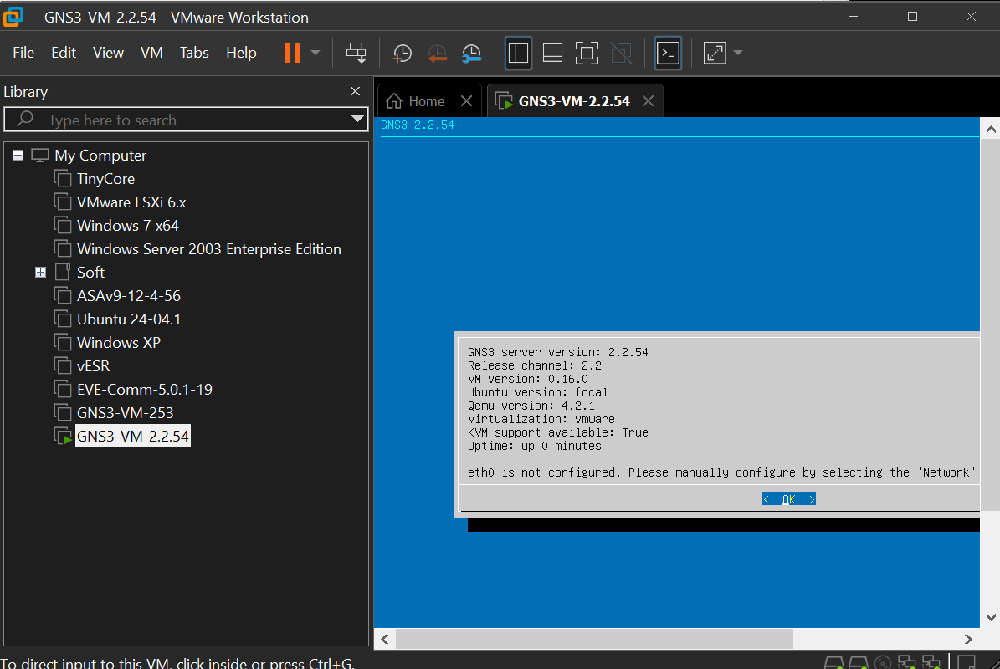 GNS3-VM-2.2.54 - VMware Workstation
File Edit View VM Tabs Help
Library
Type here to search
My Computer
TinyCore
VMware ESXi 6.x
Windows 7 x64
Windows Server 2003 Enterprise Edition
Soft
ASAv9-12-4-56
Ubuntu 24-04.1
Windows XP
vESR
EVE-Comm-5.0.1-19
GNS3-VM-253
GNS3-VM-2.2.54
Home
GNS3-VM-2.2.54
GNS3 2.2.54
GNS3 server version: 2.2.54
Release channel: 2.2
VM version: 0.16.0
Ubuntu version: focal
Qemu version: 4.2.1
Virtualization: vmware
KVM support available: True
Uptime: up 0 minutes
eth0 is not configured. Please manually configure by selecting the 'Network'
< OK >
To direct input to this VM, click inside or press Ctrl+G.